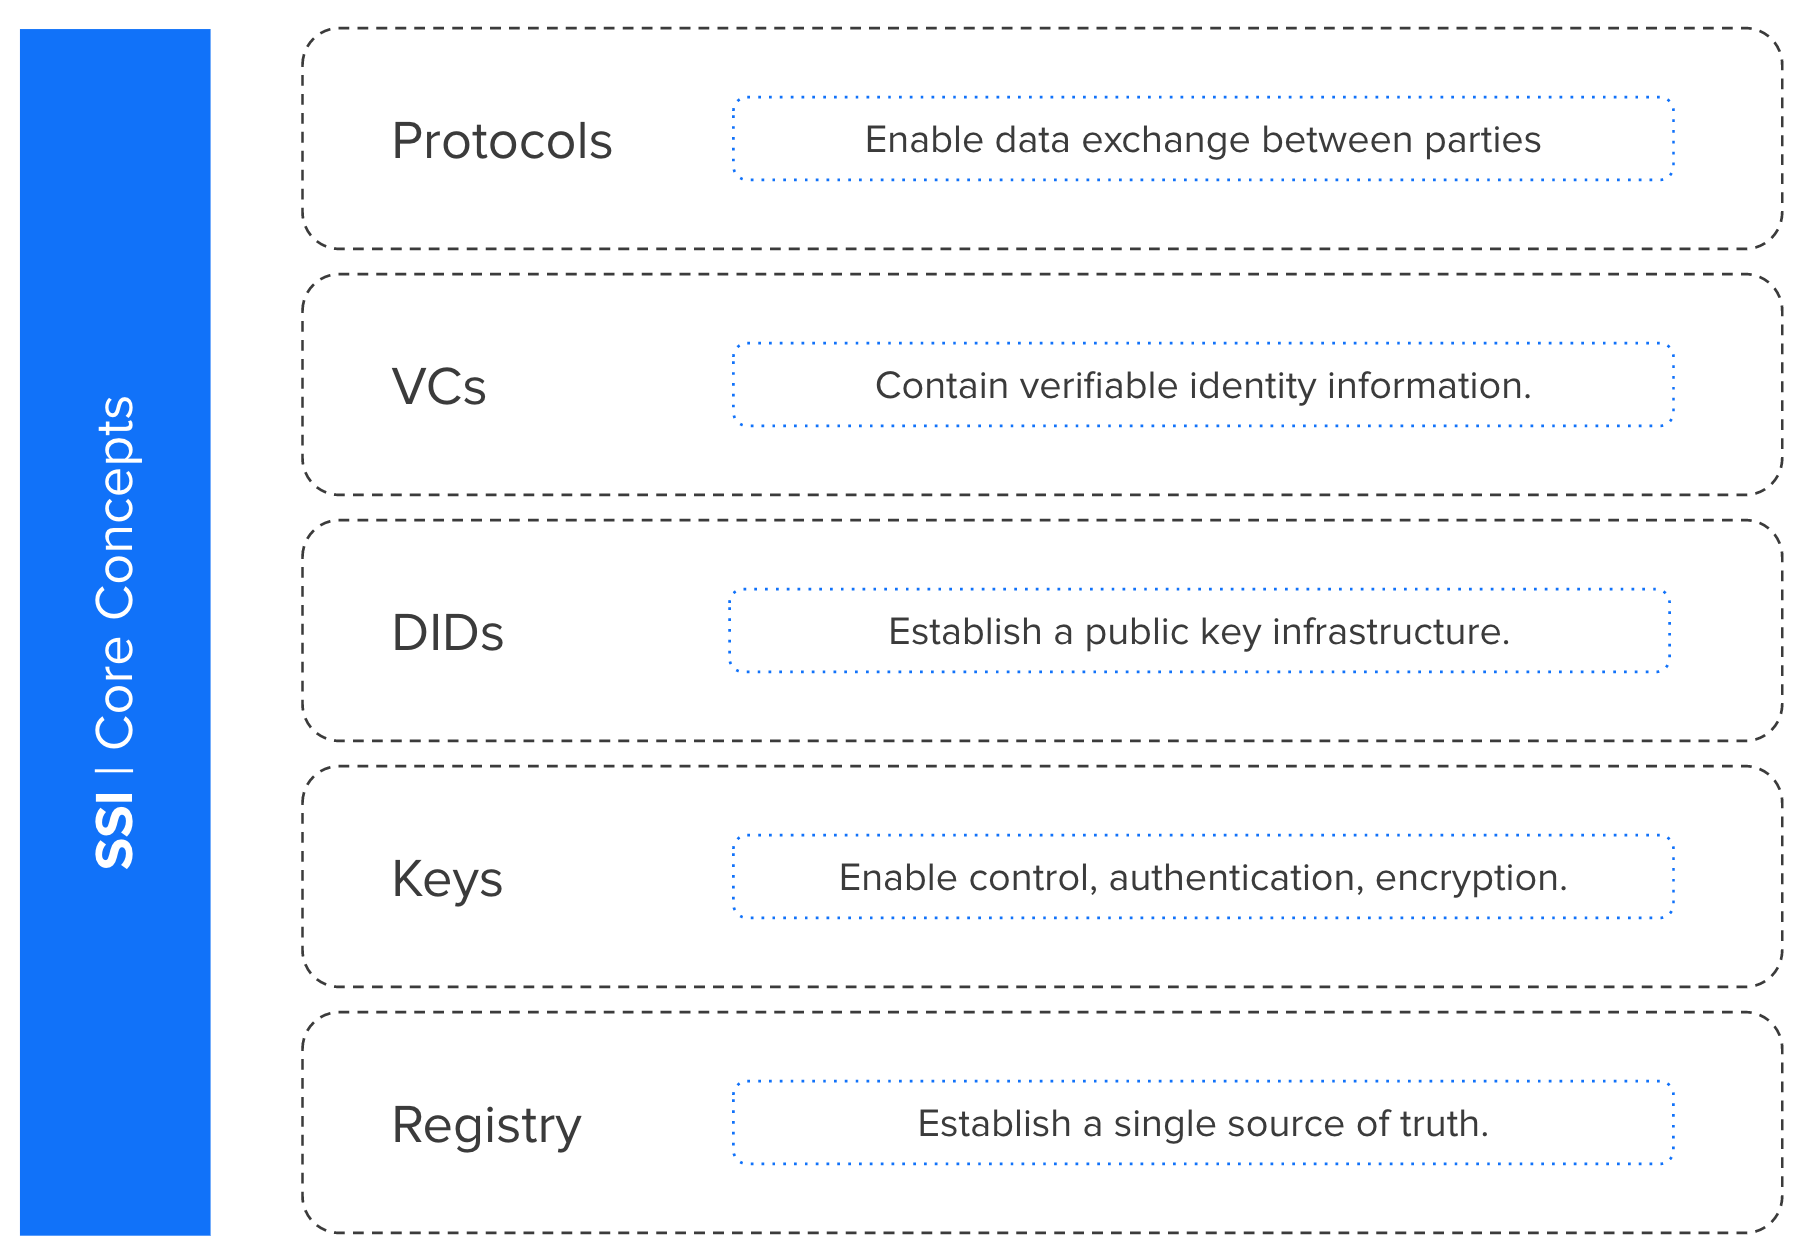 SSI | Core Concepts
Protocols
Enable data exchange between parties
VCs
Contain verifiable identity information.
DIDs
Establish a public key infrastructure.
Keys
Enable control, authentication, encryption.
Registry
Establish a single source of truth.